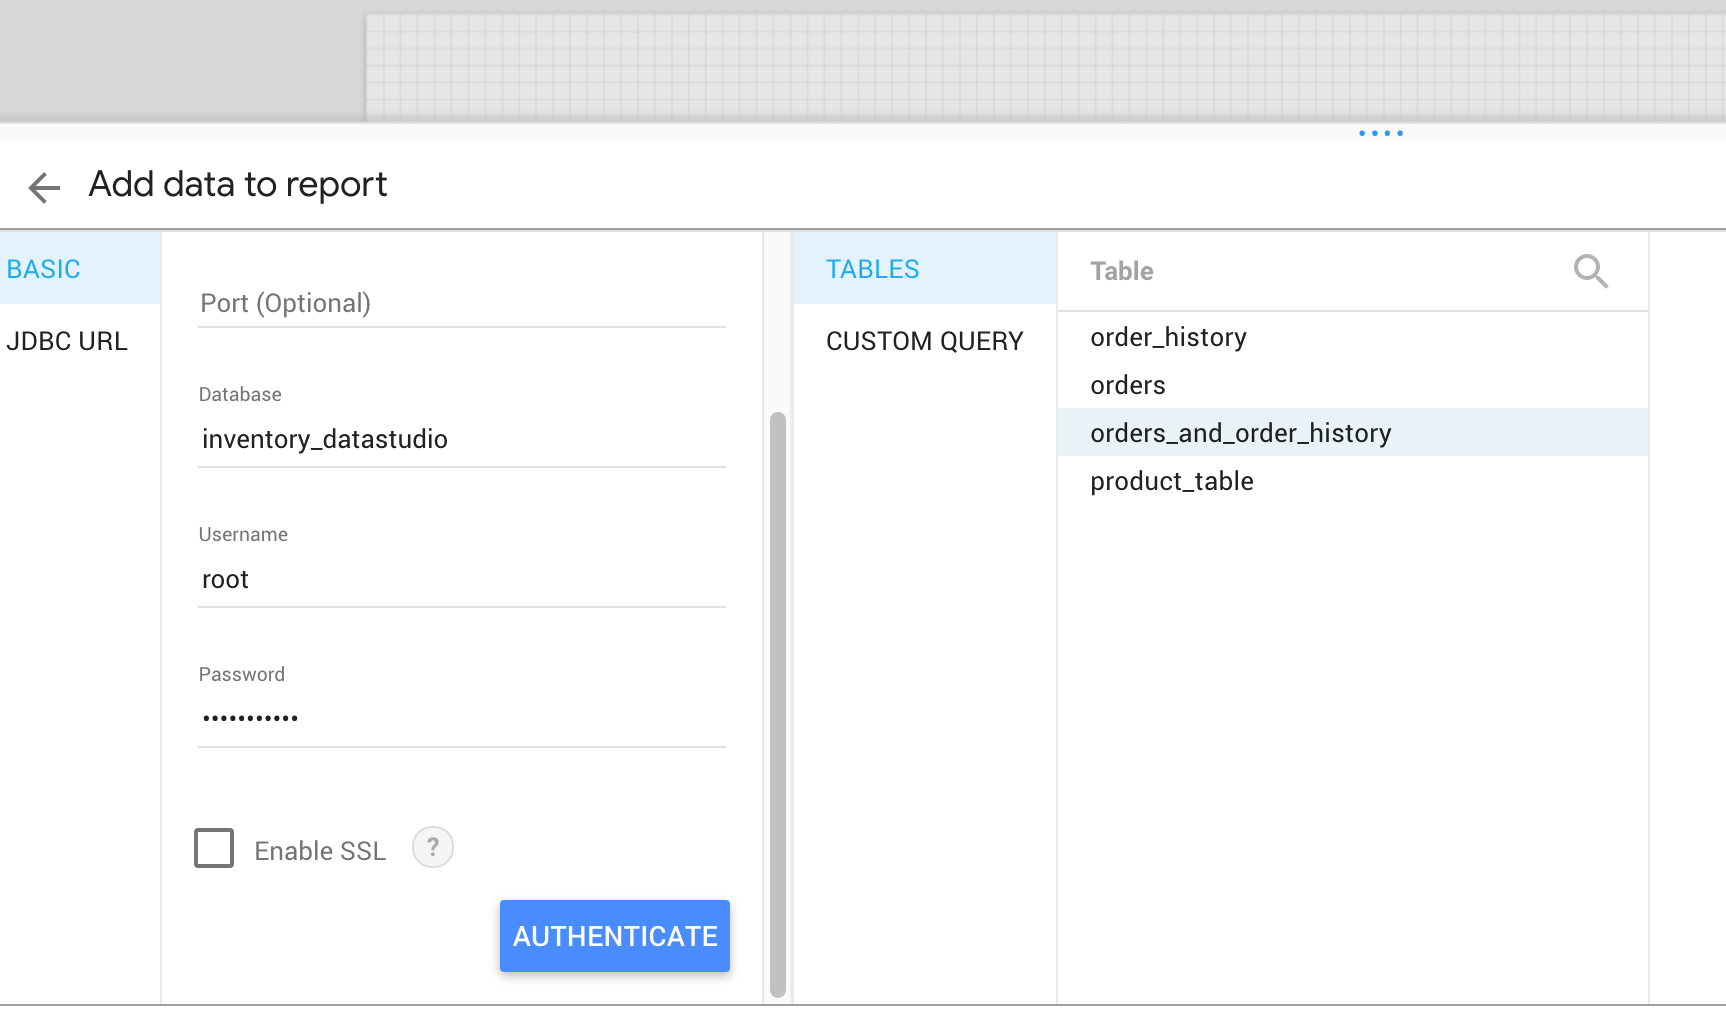 Add data to report
BASIC
JDBC URL
Port (Optional)
Database
inventory_datastudio
Username
root
Password
•••••••••••
Enable SSL
?
AUTHENTICATE
TABLES
CUSTOM QUERY
Table
order_history
orders
orders_and_order_history
product_table